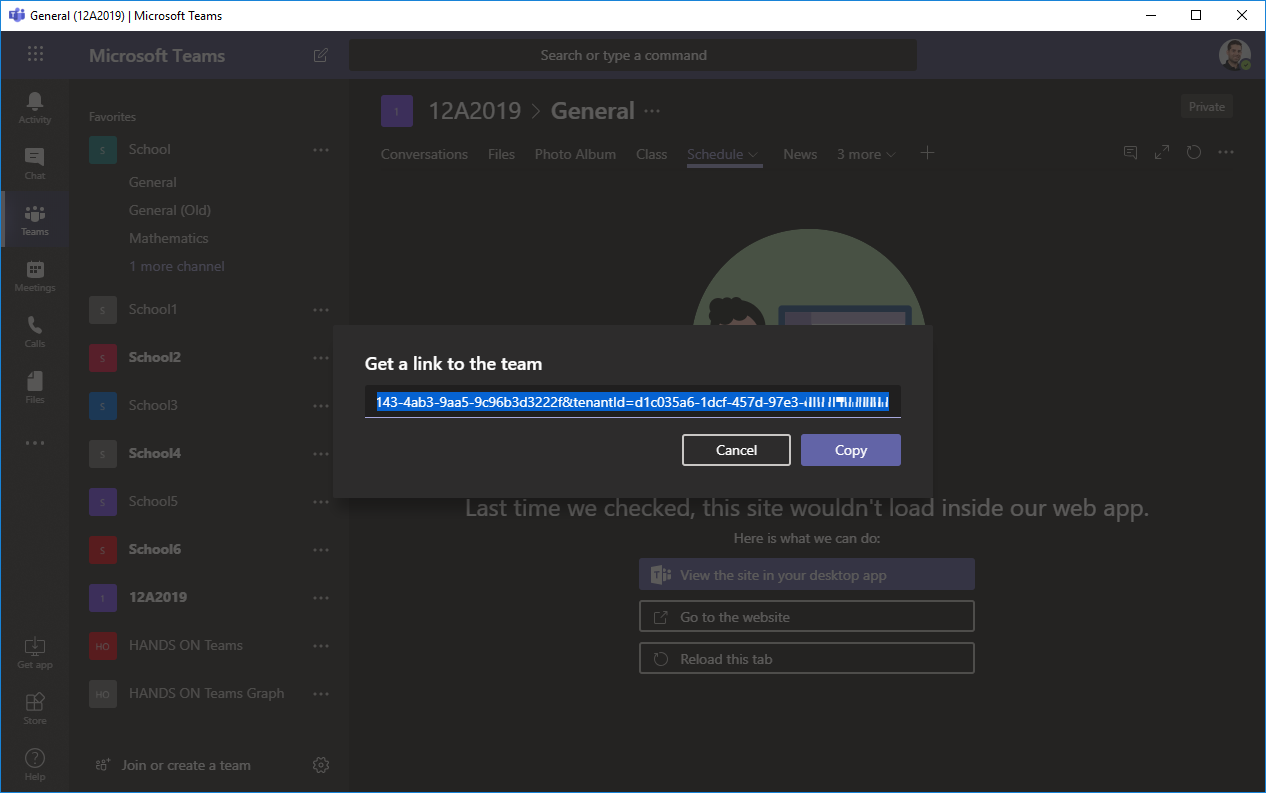 General (12A2019) | Microsoft Teams
Microsoft Teams
Search or type a command
Activity
Chat
Teams
Meetings
Calls
Files
Get app
Store
Help
Favorites
S School
General
General (Old)
Mathematics
1 more channel
S School1
S School2
S School3
S School4
S School5
S School6
1 12A2019
HO HANDS ON Teams
HO HANDS ON Teams Graph
Join or create a team
1 12A2019 > General
Private
Conversations Files Photo Album Class Schedule News 3 more
Get a link to the team
143-4ab3-9aa5-9c96b3d3222f&tenantId=d1c035a6-1dcf-457d-97e3-
Cancel Copy
Last time we checked, this site wouldn't load inside our web app.
Here is what we can do:
View the site in your desktop app
Go to the website
Reload this tab